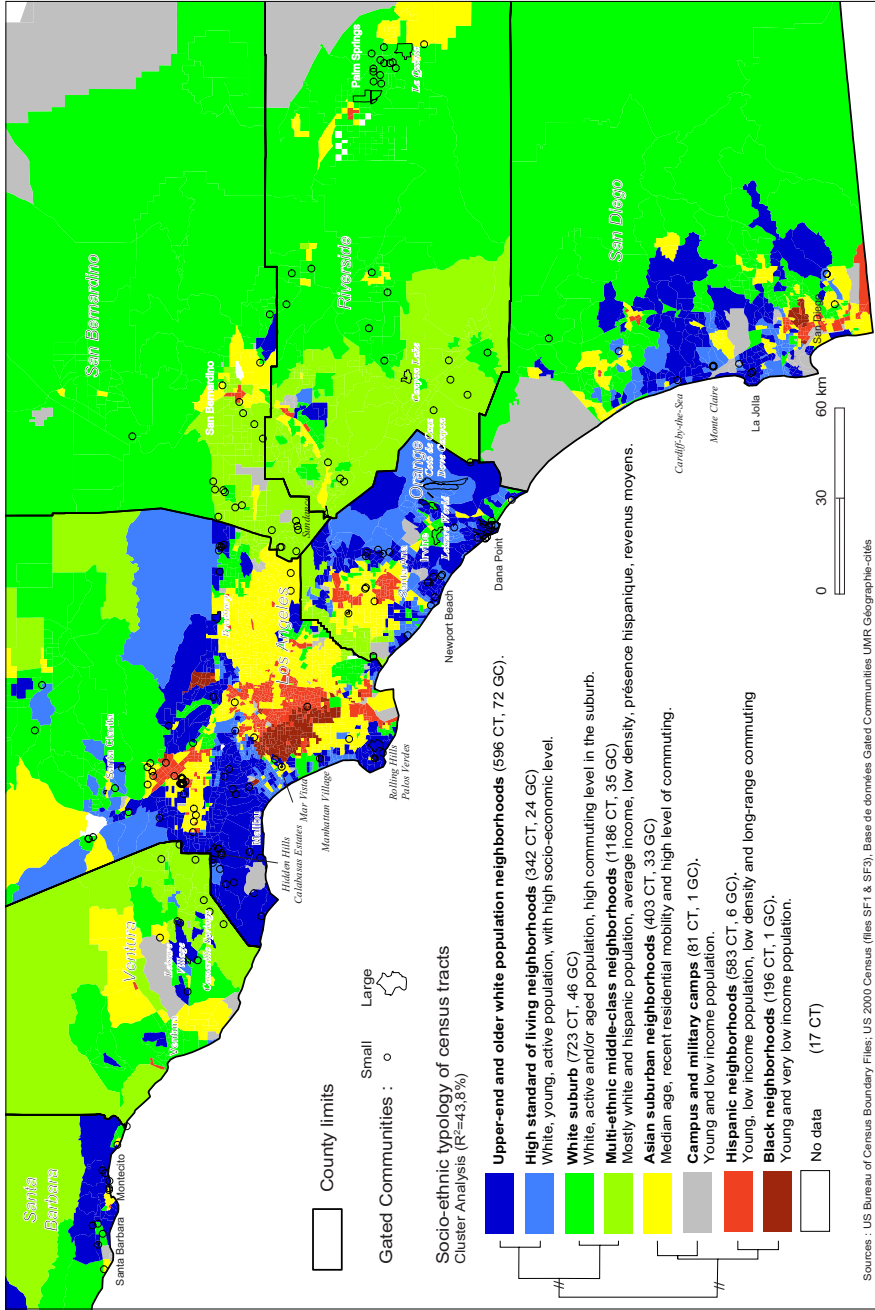 Santa
Barbara
Santa Barbara
Montecito
Ventura
Ventura
Leisure
Village
Santa Clarita
Hidden Hills
Calabasas Estates
Malibu
Mar Vista
Manhattan Village
Rolling Hills
Palos Verdes
Los Angeles
San Bernardino
San Bernardino
Sundance
Riverside
Canyon Lake
Palm Springs
La Quinta
Orange
Coto de Caza
Dove Canyon
Santa Ana
Irvine
Leisure World
Newport Beach
Dana Point
San Diego
San Diego
Cardiff-by-the-Sea
Monte Claire
La Jolla
0 30 60 km
County limits
Gated Communities : Small Large
Socio-ethnic typology of census tracts
Cluster Analysis (R²=43,8%)
Upper-end and older white population neighborhoods (596 CT, 72 GC).
High standard of living neighborhoods (342 CT, 24 GC)
White, young, active population, with high socio-economic level.
White suburb (723 CT, 46 GC)
White, active and/or aged population, high commuting level in the suburb.
Multi-ethnic middle-class neighborhoods (1186 CT, 35 GC)
Mostly white and hispanic population, average income, low density, présence hispanique, revenus moyens.
Asian suburban neighborhoods (403 CT, 33 GC)
Median age, recent residential mobility and high level of commuting.
Campus and military camps (81 CT, 1 GC)
Young and low income population.
Hispanic neighborhoods (583 CT, 6 GC).
Young, low income population, low density and long-range commuting
Black neighborhoods (196 CT, 1 GC).
Young and very low income population.
No data (17 CT)
Sources : US Bureau of Census Boundary Files; US 2000 Census (files SF1 & SF3), Base de données Gated Communities UMR Géographie-cités